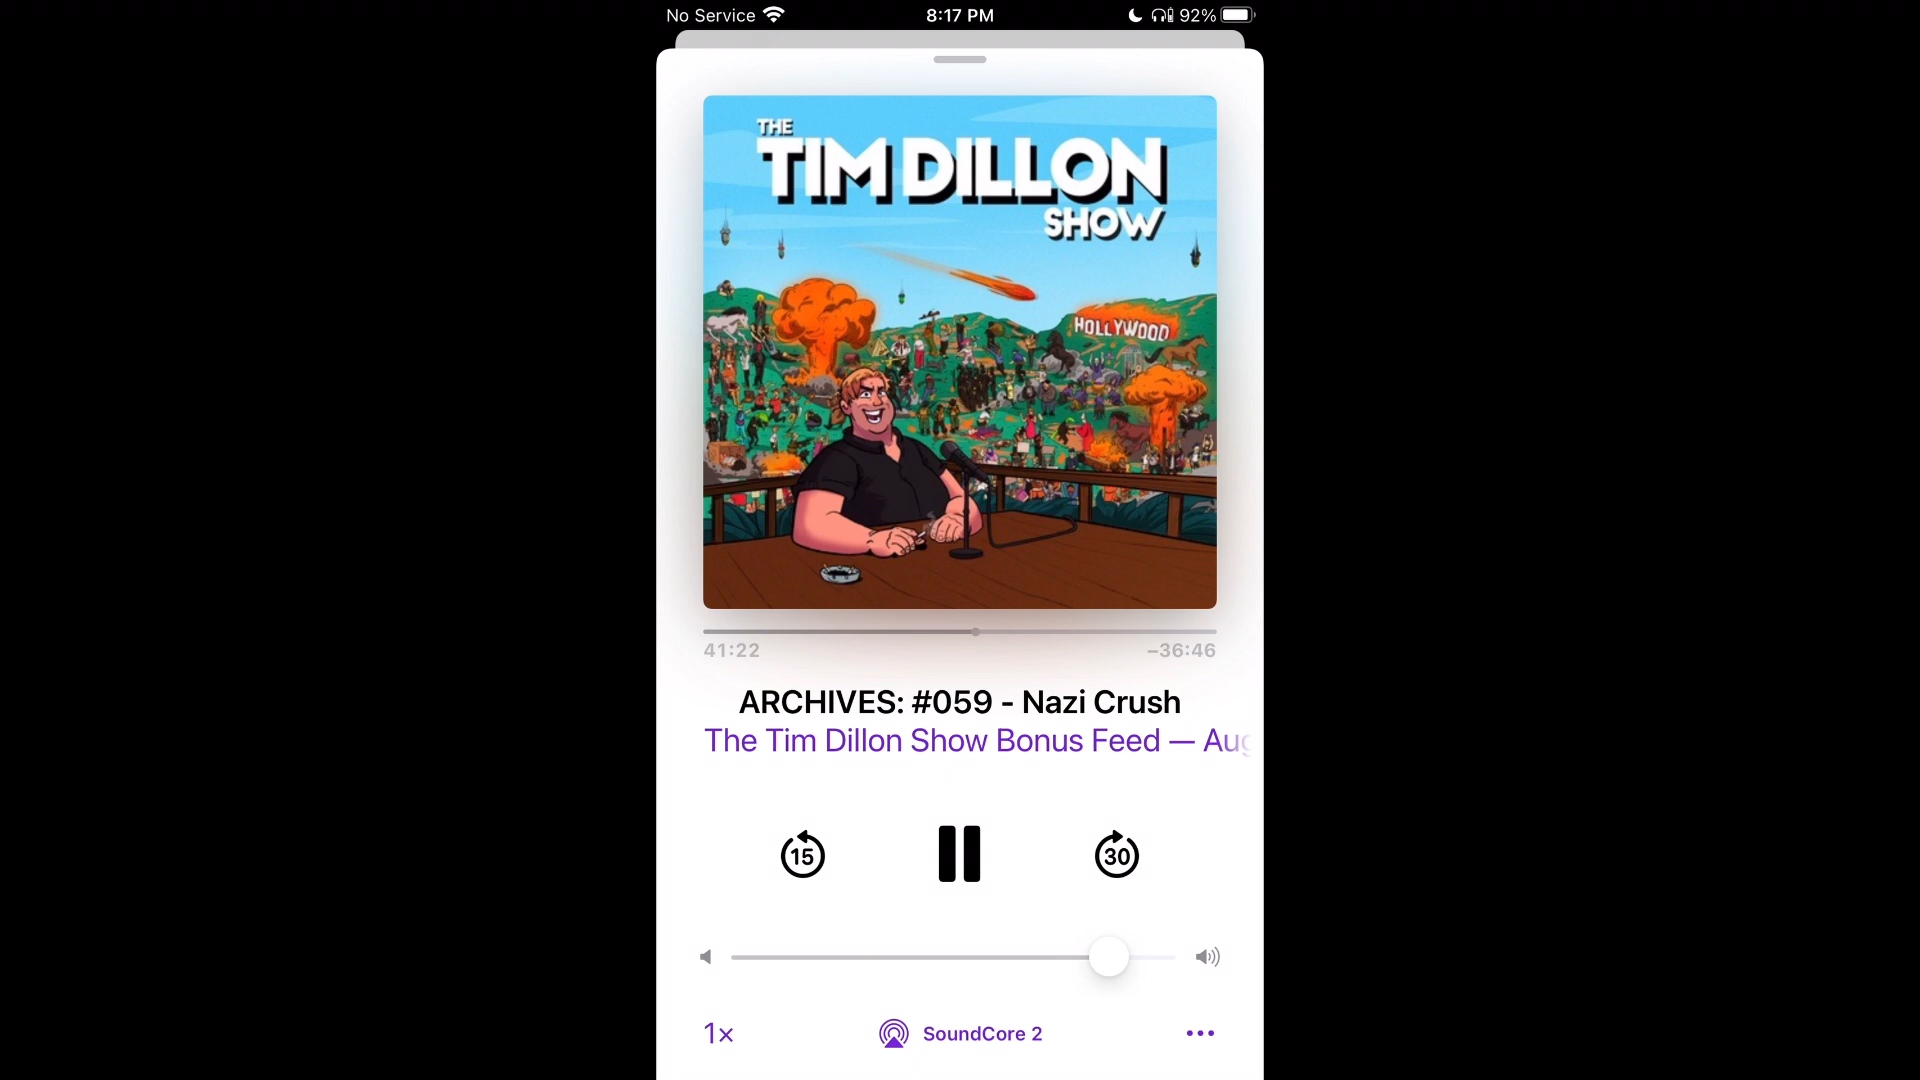 No Service
8:17 PM
92%
THE
TIM DILLON
SHOW
HOLLYWOOD
41:22
–36:46
ARCHIVES: #059 - Nazi Crush
The Tim Dillon Show Bonus Feed — Aug
15
30
1×
SoundCore 2